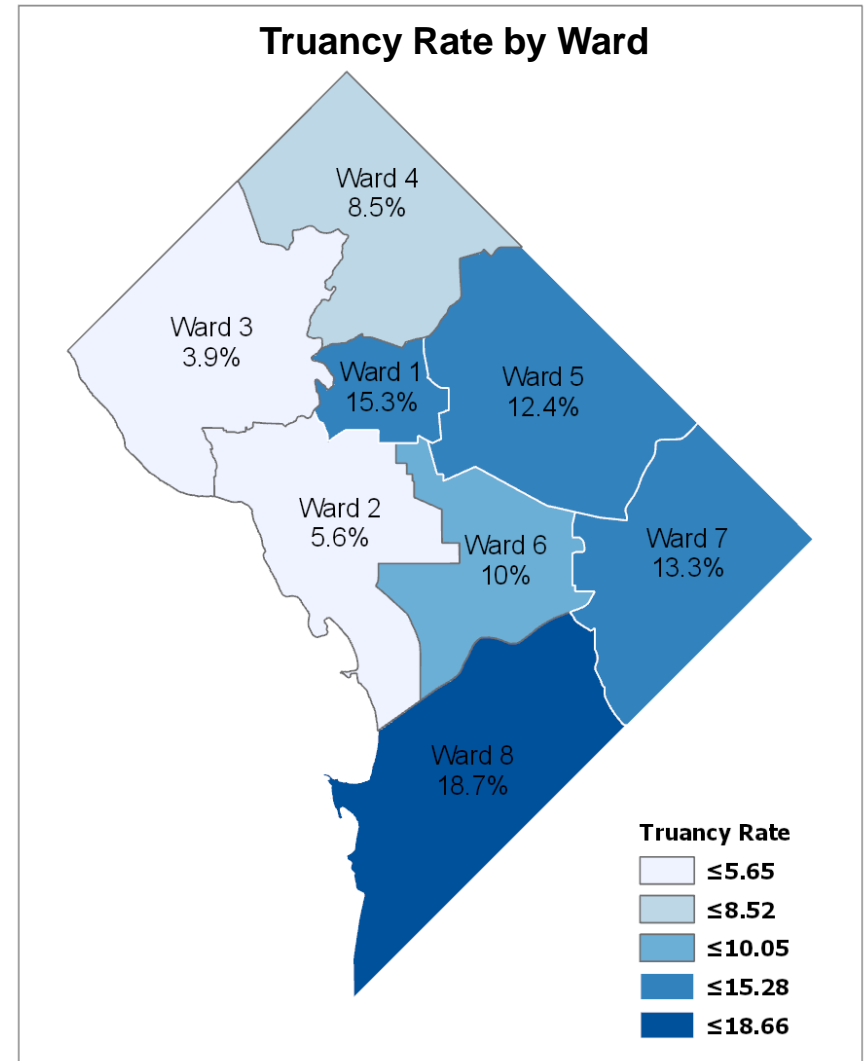 Truancy Rate by Ward
Ward 4
8.5%
Ward 3
3.9%
Ward 1
15.3%
Ward 5
12.4%
Ward 2
5.6%
Ward 6
10%
Ward 7
13.3%
Ward 8
18.7%
Truancy Rate
≤5.65
≤8.52
≤10.05
≤15.28
≤18.66